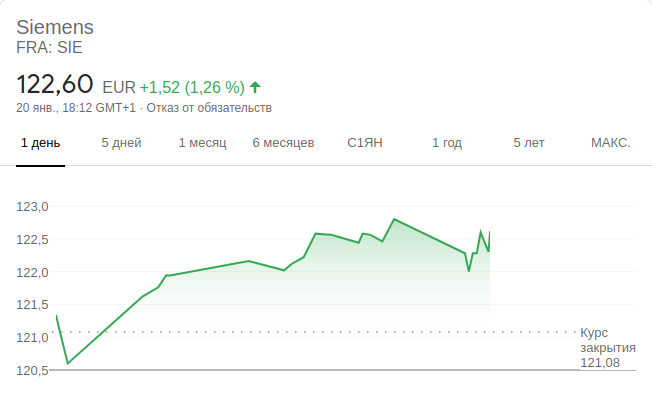 Siemens
FRA: SIE
122,60 EUR +1,52 (1,26 %)
20 янв., 18:12 GMT+1 · Отказ от обязательств
1 день 5 дней 1 месяц 6 месяцев С1ЯН 1 год 5 лет МАКС.
123,0
122,5
122,0
121,5
121,0
120,5
Курс
закрытия
121,08